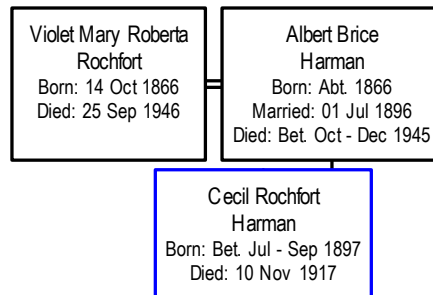 Violet Mary Roberta
Rochfort
Born: 14 Oct 1866
Died: 25 Sep 1946
Albert Brice
Harman
Born: Abt. 1866
Married: 01 Jul 1896
Died: Bet. Oct - Dec 1945
Cecil Rochfort
Harman
Born: Bet. Jul - Sep 1897
Died: 10 Nov 1917